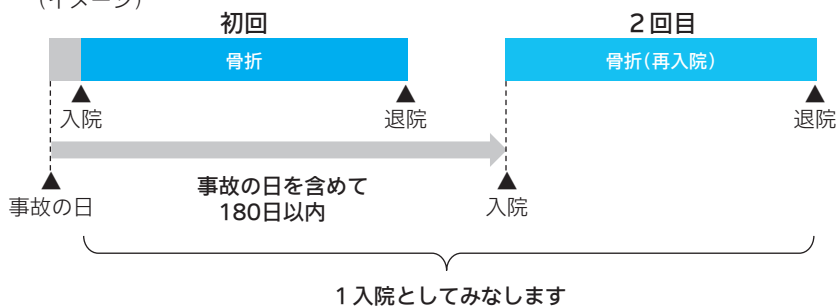 （イメージ）
初回
2回目
骨折
骨折（再入院）
入院
退院
退院
事故の日
事故の日を含めて
180日以内
入院
1入院としてみなします